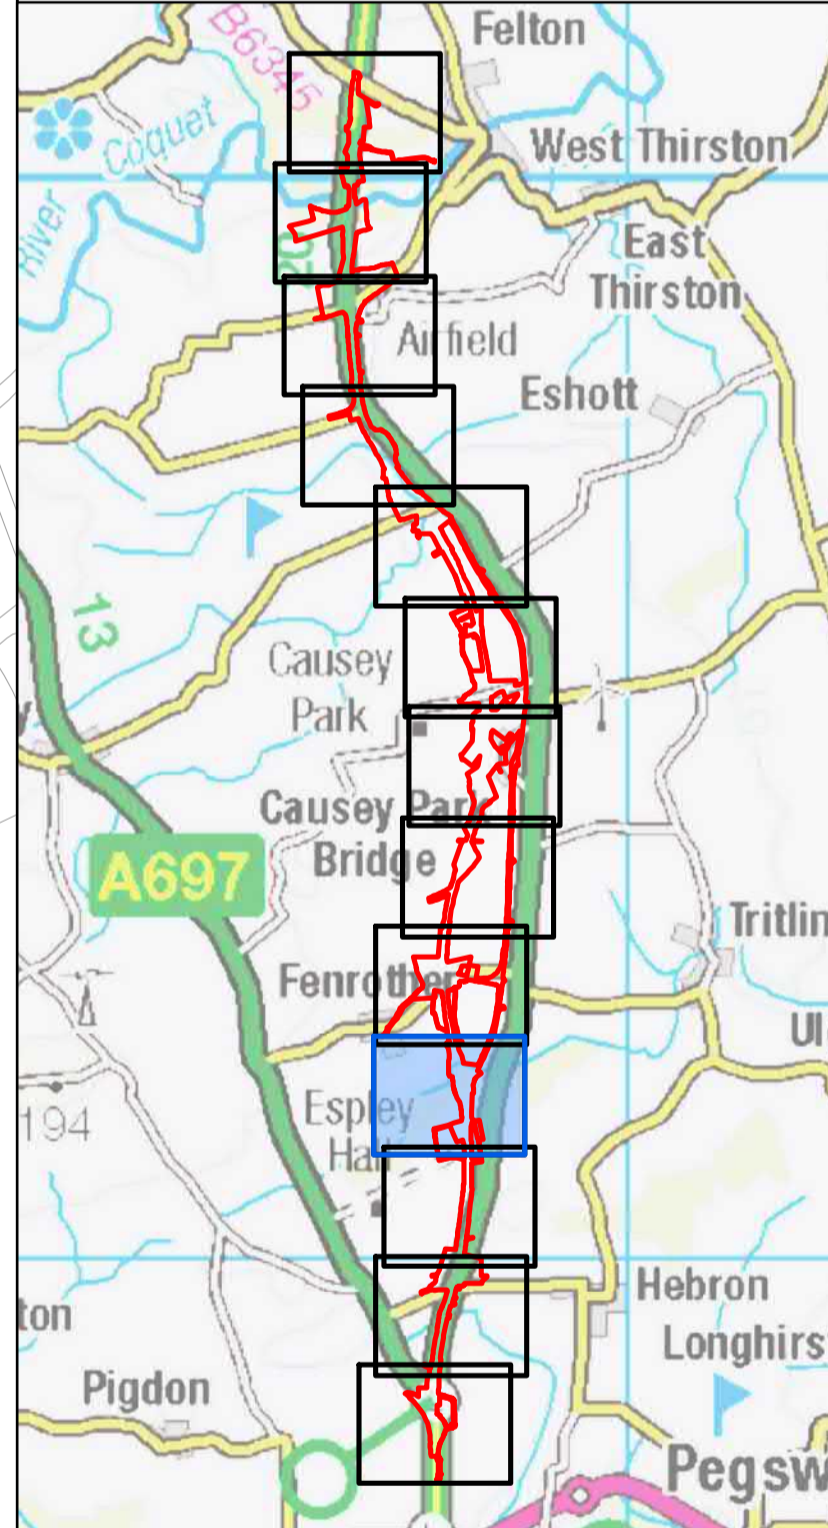 Felton
B6345
Coquet
West Thirston
River
East
Thirston
Airfield
Eshott
13
Causey
Park
Causey Park
Bridge
A697
Tritlin
Fenrother
Ul
Espley
Hall
194
Hebron
ton
Longhirs
Pigdon
Pegsw